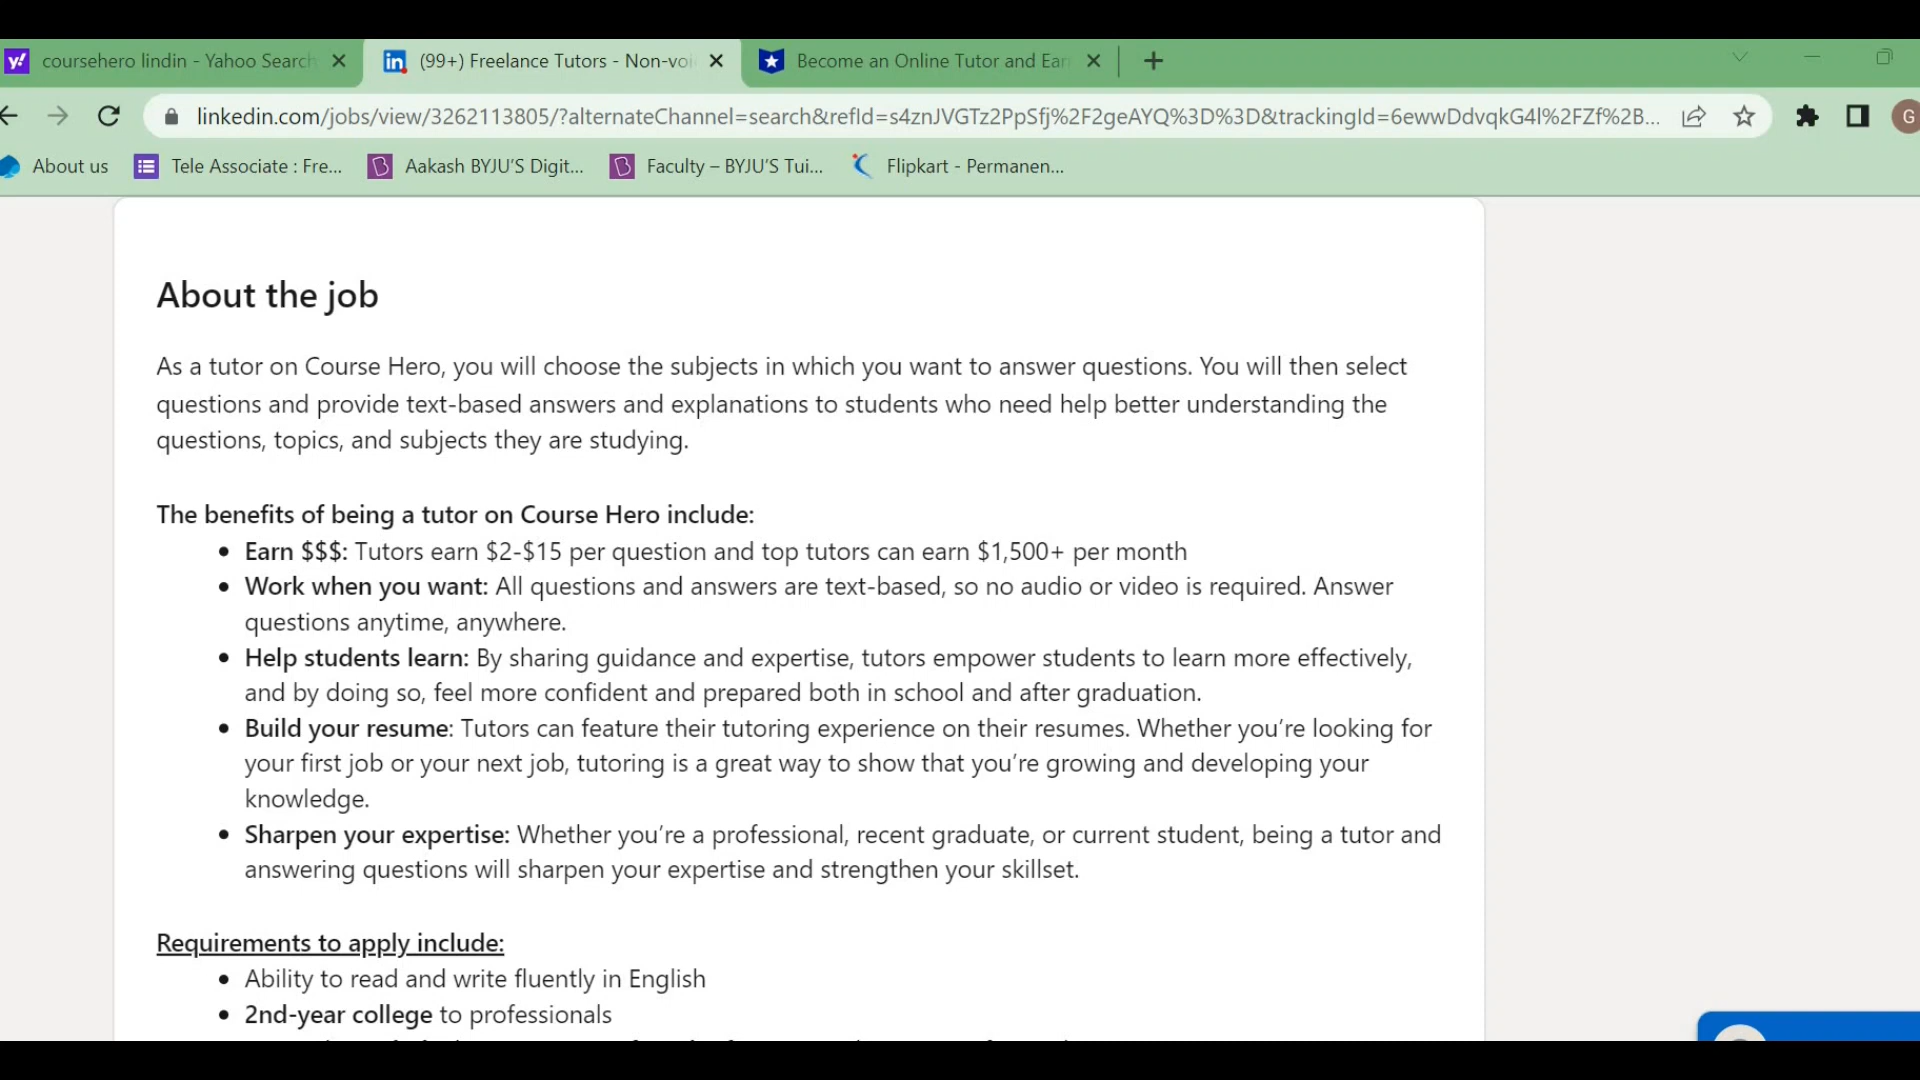 coursehero lindin - Yahoo Search
(99+) Freelance Tutors - Non-voi
Become an Online Tutor and Ear
linkedin.com/jobs/view/3262113805/?alternateChannel=search&refId=s4znJVGTz2PpSfj%2F2geAYQ%3D%3D&trackingId=6ewwDdvqkG4l%2FZf%2B...
G
About us
Tele Associate : Fre...
Aakash BYJU'S Digit...
Faculty – BYJU'S Tui...
Flipkart - Permanen...
About the job
As a tutor on Course Hero, you will choose the subjects in which you want to answer questions. You will then select
questions and provide text-based answers and explanations to students who need help better understanding the
questions, topics, and subjects they are studying.
The benefits of being a tutor on Course Hero include:
• Earn $$$: Tutors earn $2-$15 per question and top tutors can earn $1,500+ per month
• Work when you want: All questions and answers are text-based, so no audio or video is required. Answer
questions anytime, anywhere.
• Help students learn: By sharing guidance and expertise, tutors empower students to learn more effectively,
and by doing so, feel more confident and prepared both in school and after graduation.
• Build your resume: Tutors can feature their tutoring experience on their resumes. Whether you’re looking for
your first job or your next job, tutoring is a great way to show that you’re growing and developing your
knowledge.
• Sharpen your expertise: Whether you’re a professional, recent graduate, or current student, being a tutor and
answering questions will sharpen your expertise and strengthen your skillset.
Requirements to apply include:
• Ability to read and write fluently in English
• 2nd-year college to professionals